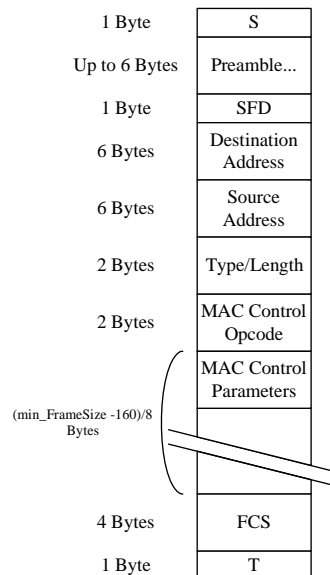 1 Byte S
Up to 6 Bytes Preamble...
1 Byte SFD
6 Bytes Destination
Address
6 Bytes Source
Address
2 Bytes Type/Length
2 Bytes MAC Control
Opcode
MAC Control
Parameters
(min_FrameSize -160)/8
Bytes
4 Bytes FCS
1 Byte T